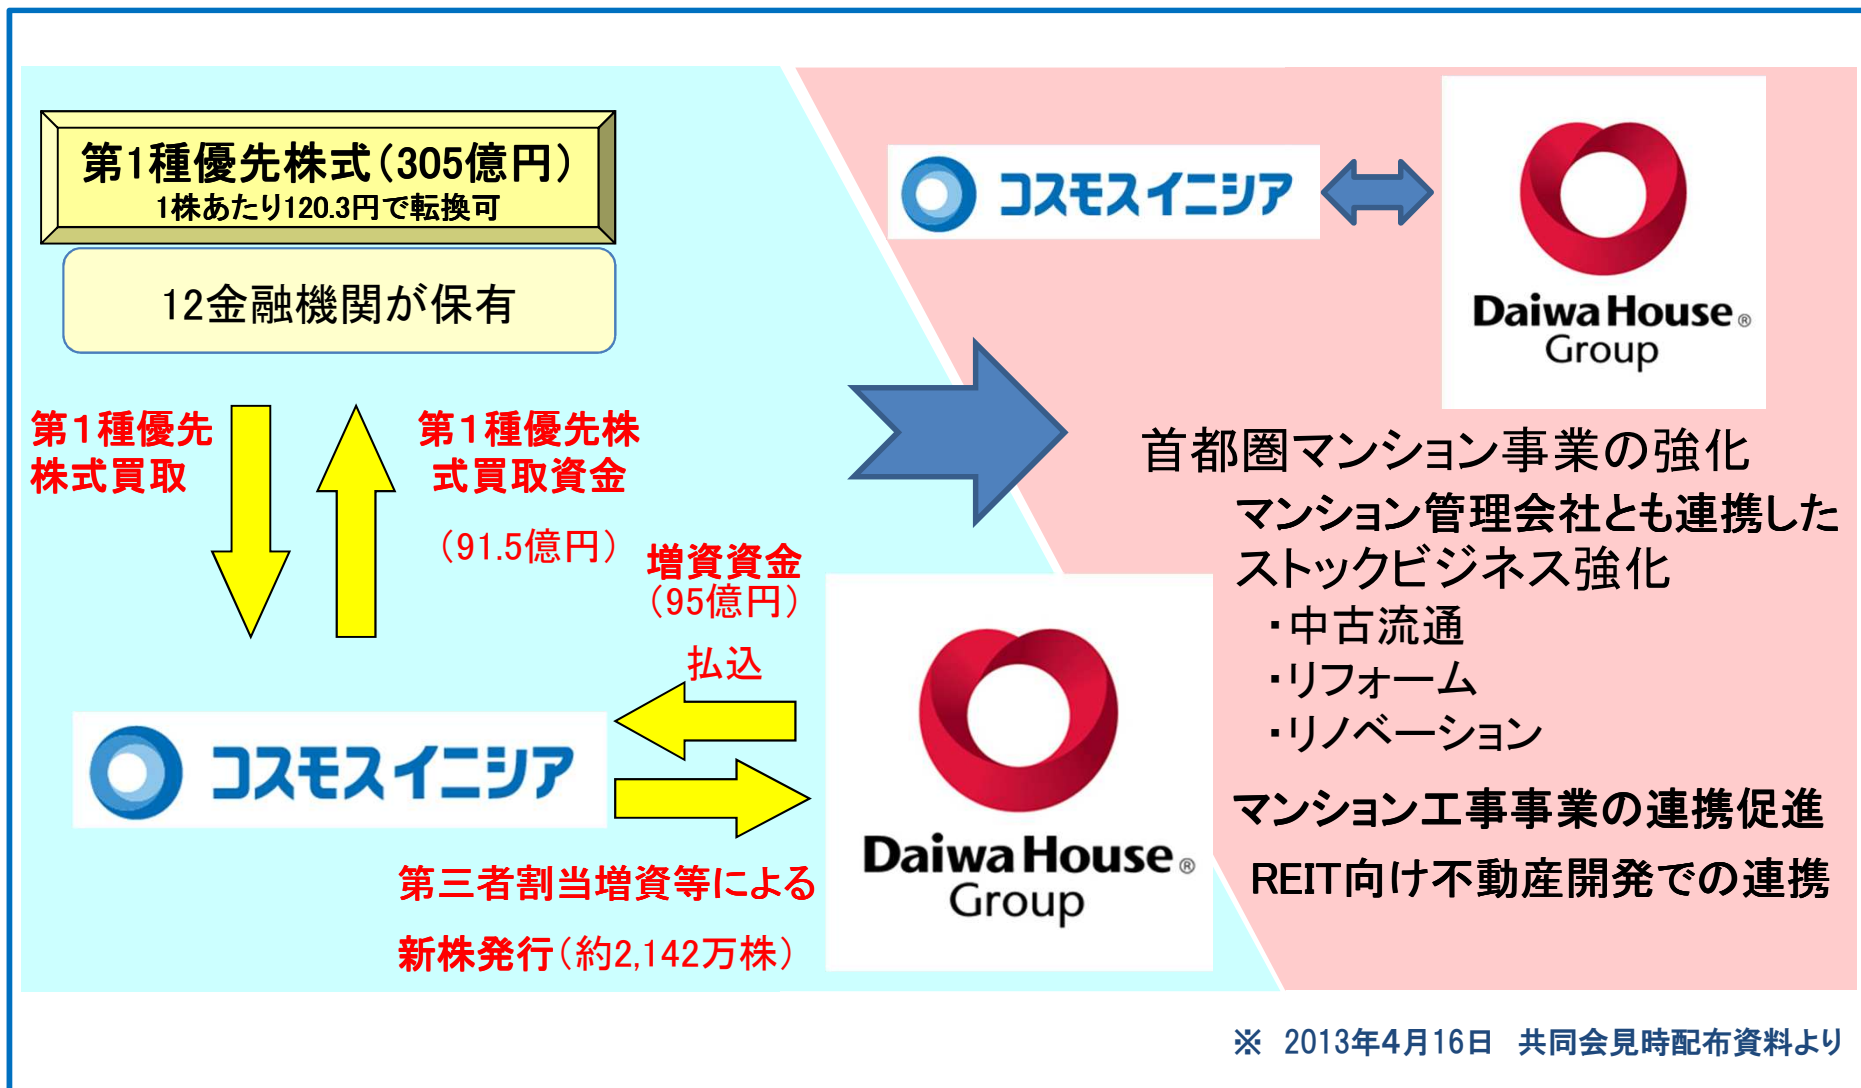 第1種優先株式(305億円)
1株あたり120.3円で転換可
12金融機関が保有
第1種優先
株式買取
第1種優先株
式買取資金
(91.5億円)
増資資金
(95億円)
払込
コスモスイニシア
Daiwa House®
Group
第三者割当増資等による
新株発行(約2,142万株)
コスモスイニシア
Daiwa House®
Group
首都圏マンション事業の強化
マンション管理会社とも連携した
ストックビジネス強化
・中古流通
・リフォーム
・リノベーション
マンション工事事業の連携促進
REIT向け不動産開発での連携
※ 2013年4月16日 共同会見時配布資料より